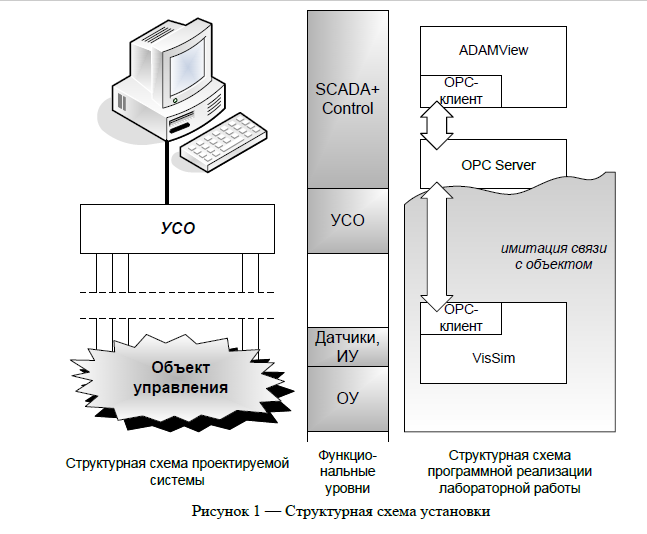 ADAMView
OPC-
клиент
SCADA+
Control
OPC Server
УСО
УСО
имитация связи
с объектом
OPC-
клиент
Датчики,
ИУ
VisSim
Объект
управления
ОУ
Структурная схема проектируемой
системы
Функцио-
нальные
уровни
Структурная схема
программной реализации
лабораторной работы
Рисунок 1 — Структурная схема установки